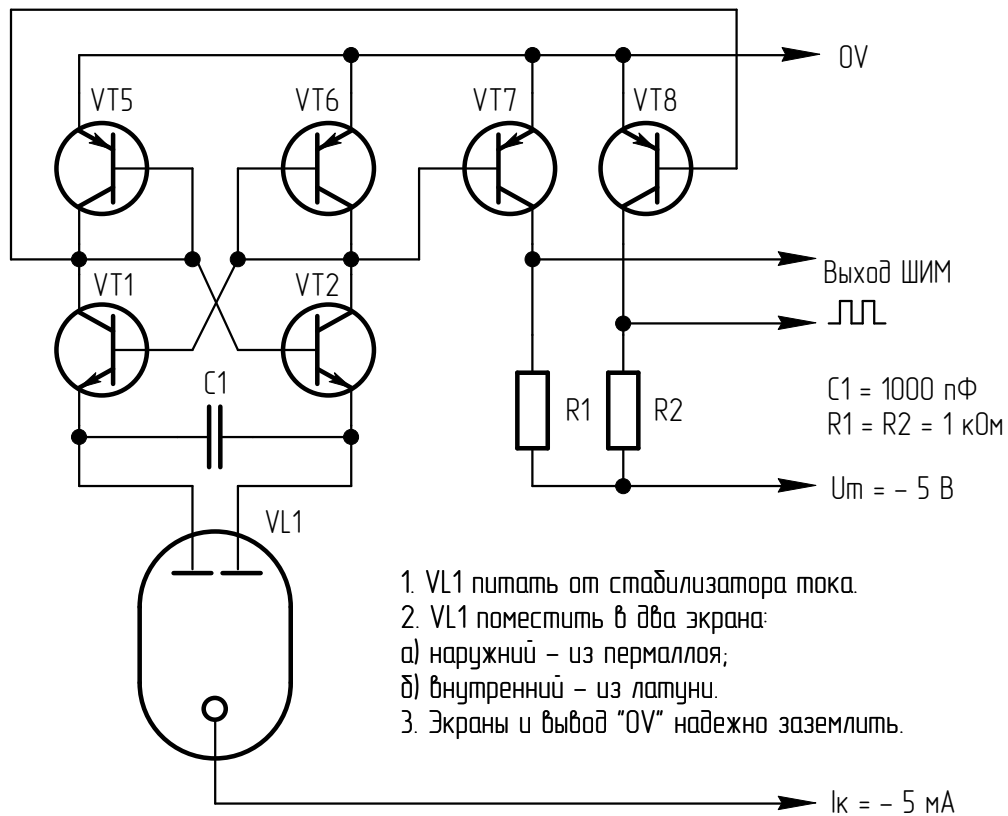 0V
VT5
VT6
VT7
VT8
VT1
VT2
Выход ШИМ
C1
R1
R2
C1 = 1000 пФ
R1 = R2 = 1 кОм
Uт = – 5 В
VL1
1. VL1 питать от стабилизатора тока.
2. VL1 поместить в два экрана:
а) наружний – из пермаллоя;
б) внутренний – из латуни.
3. Экраны и вывод "0V" надежно заземлить.
Iк = – 5 мА